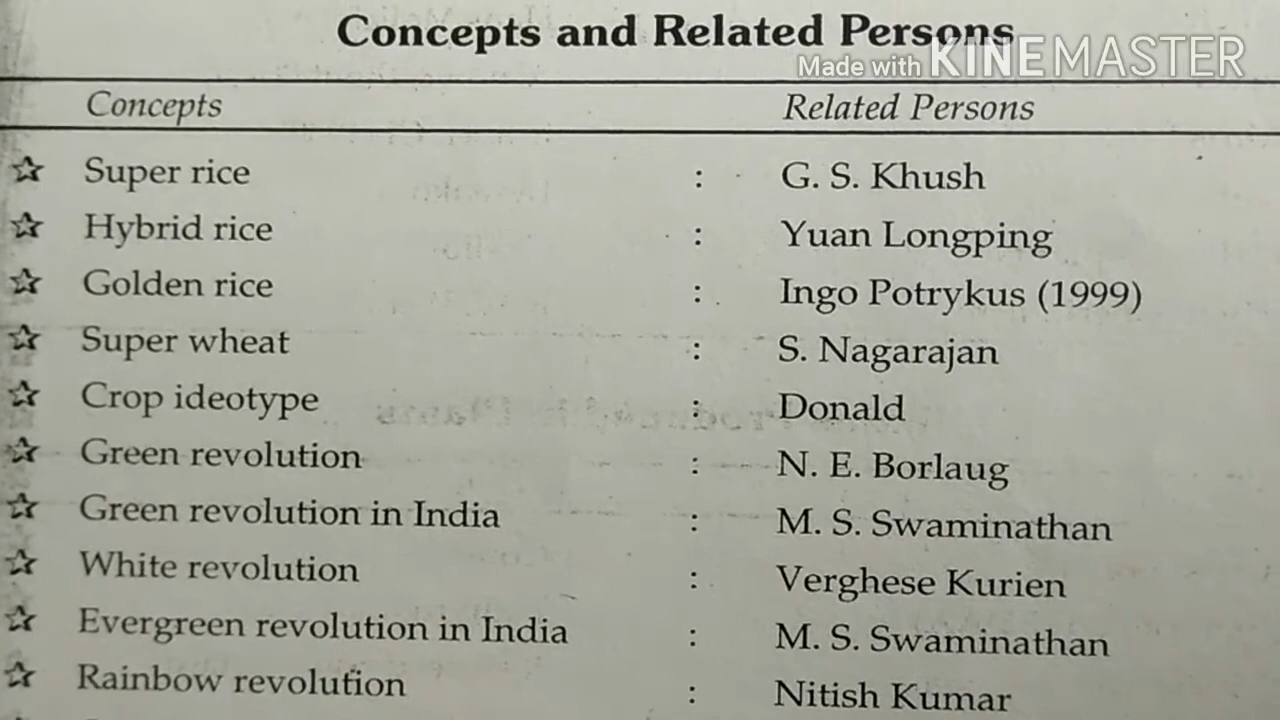 Concepts and Related Persons
Made with KINEMASTER
Concepts Related Persons
☆ Super rice : G. S. Khush
☆ Hybrid rice : Yuan Longping
☆ Golden rice : Ingo Potrykus (1999)
☆ Super wheat : S. Nagarajan
☆ Crop ideotype : Donald
☆ Green revolution : N. E. Borlaug
☆ Green revolution in India : M. S. Swaminathan
☆ White revolution : Verghese Kurien
☆ Evergreen revolution in India : M. S. Swaminathan
☆ Rainbow revolution : Nitish Kumar